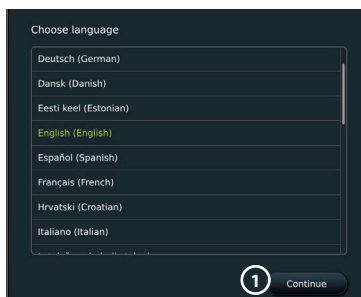 Choose language
Deutsch (German)
Dansk (Danish)
Eesti keel (Estonian)
English (English)
Español (Spanish)
Français (French)
Hrvatski (Croatian)
Italiano (Italian)
1 Continue